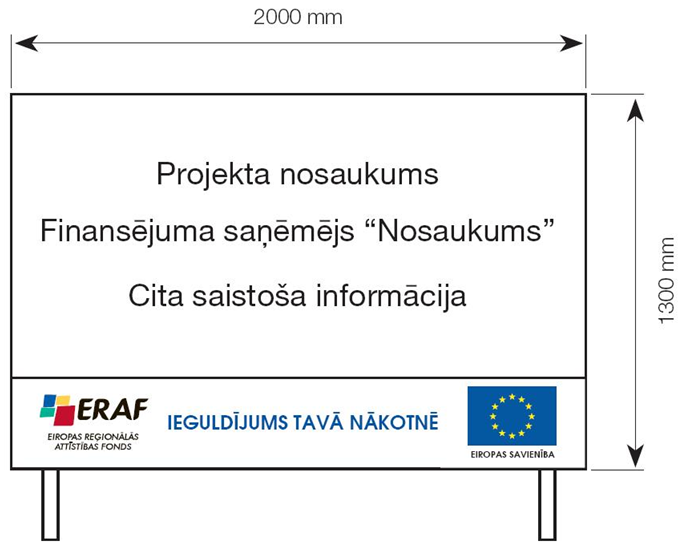 2000 mm
Projekta nosaukums
Finansējuma saņēmējs “Nosaukums”
Cita saistoša informācija
1300 mm
ERAF
EIROPAS REĢIONĀLĀS
ATTĪSTĪBAS FONDS
IEGULDĪJUMS TAVĀ NĀKOTNĒ
EIROPAS SAVIENĪBA